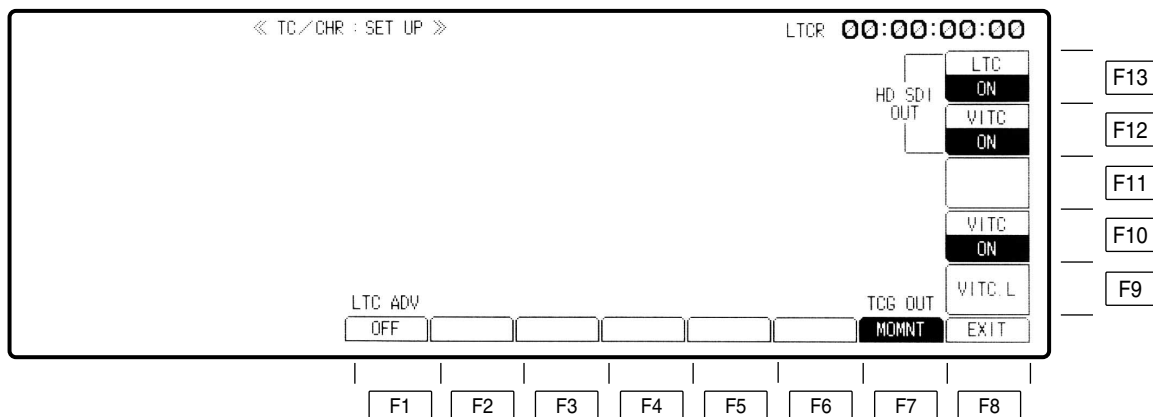 ≪ TC/CHR : SET UP ≫
LTCR 00:00:00:00
HD SDI
OUT
LTC
ON
F13
VITC
ON
F12
F11
VITC
ON
F10
VITC.L
F9
LTC ADV
TCG OUT
OFF
MOMNT
EXIT
F1 F2 F3 F4 F5 F6 F7 F8